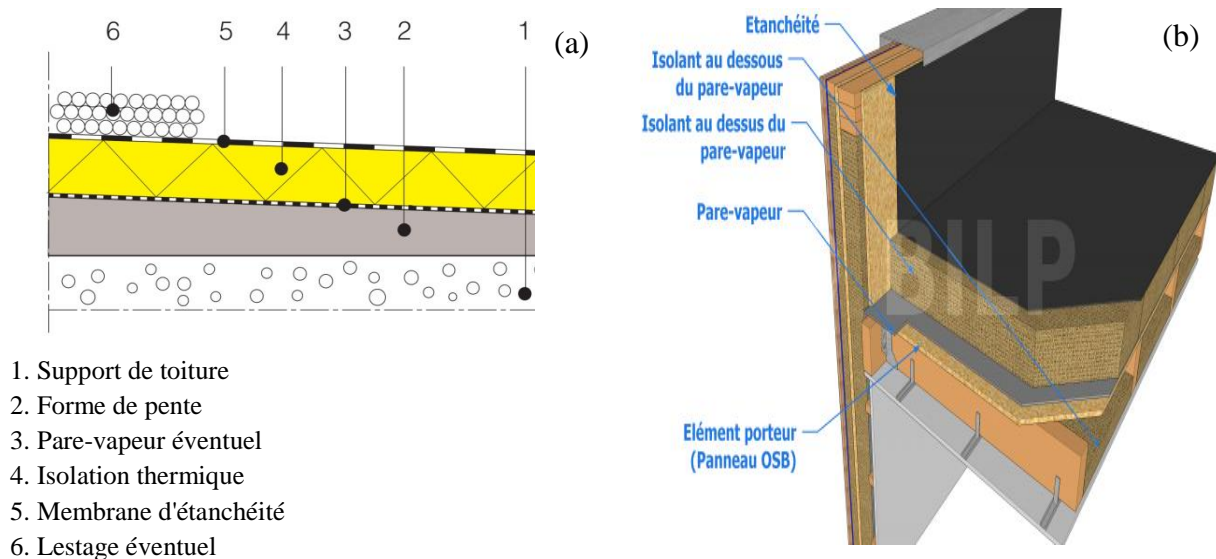 6 5 4 3 2 1
(a)
1. Support de toiture
2. Forme de pente
3. Pare-vapeur éventuel
4. Isolation thermique
5. Membrane d'étanchéité
6. Lestage éventuel
(b)
Etanchéité
Isolant au dessous
du pare-vapeur
Isolant au dessus du
pare-vapeur
Pare-vapeur
Elément porteur
(Panneau OSB)
BILP